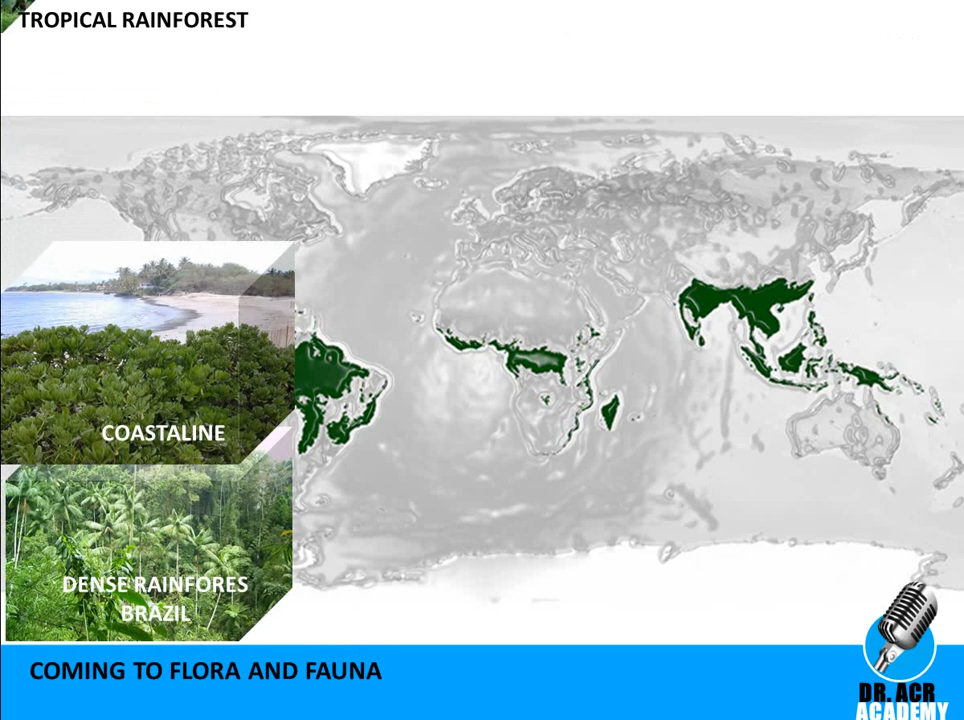 TROPICAL RAINFOREST
COASTALINE
DENSE RAINFORES
BRAZIL
COMING TO FLORA AND FAUNA
DR. ACR
ACADEMY